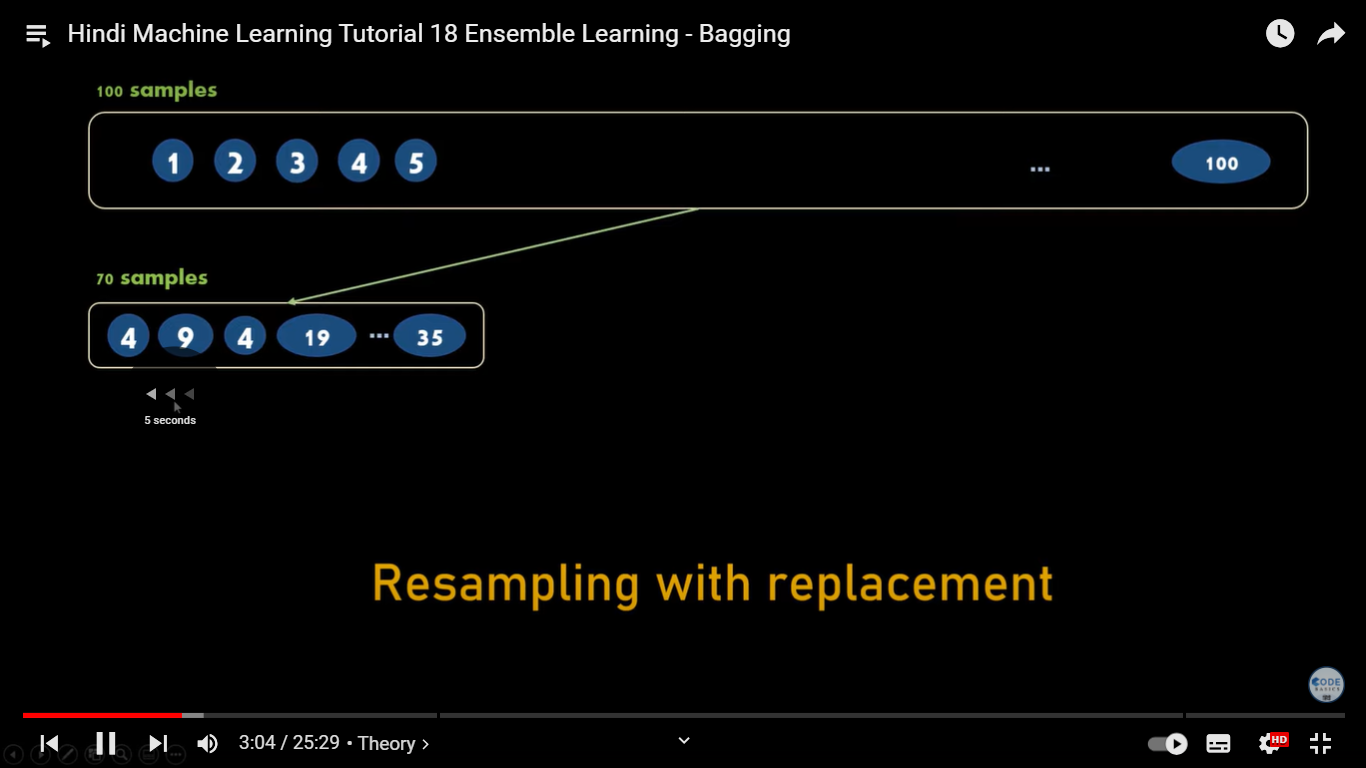 Hindi Machine Learning Tutorial 18 Ensemble Learning - Bagging
100 samples
1 2 3 4 5 ... 100
70 samples
4 9 4 19 ... 35
5 seconds
Resampling with replacement
CODE
BASICS
3:04 / 25:29 • Theory ›
HD